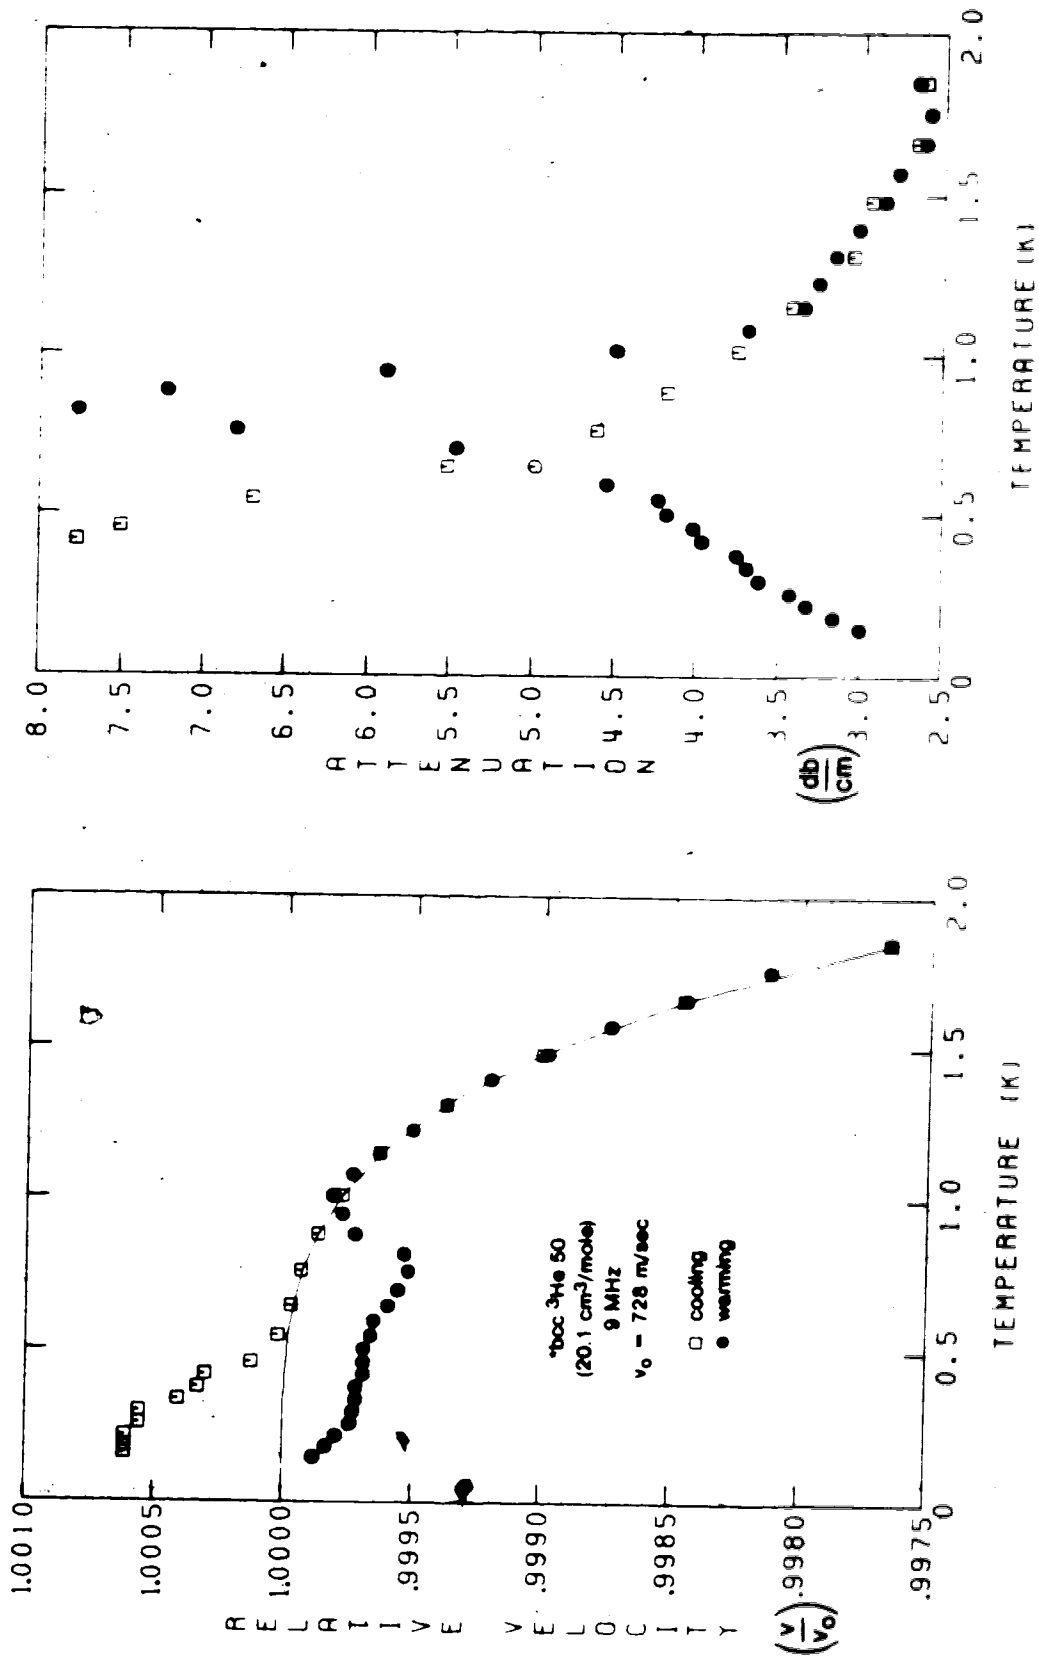 8.0
7.5
7.0
6.5
6.0
5.5
5.0
4.5
4.0
3.5
3.0
2.5
ATTENUATION
(db/cm)
0
0.5
1.0
1.5
2.0
TEMPERATURE (K)
1.0010
1.0005
1.0000
.9995
.9990
.9985
.9980
.9975
RELATIVE VELOCITY
(v/v₀)
*bcc ³He 50
(20.1 cm³/mole)
9 MHz
v₀ = 728 m/sec
□ cooling
● warming
0
0.5
1.0
1.5
2.0
TEMPERATURE (K)